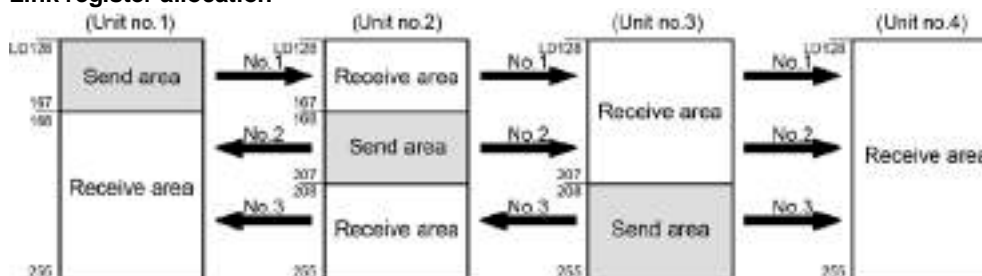 Link register allocation
(Unit no. 1) (Unit no.2) (Unit no.3) (Unit no.4)
LD128 LD128 LD128 LD128
Send area No.1 Receive area No.1 Receive area No.1 Receive area
167 167
168 168
No.2 Send area No.2 No.2
Receive area 207 207
208 208
No.3 Receive area No.3 Send area No.3
255 255 255 255